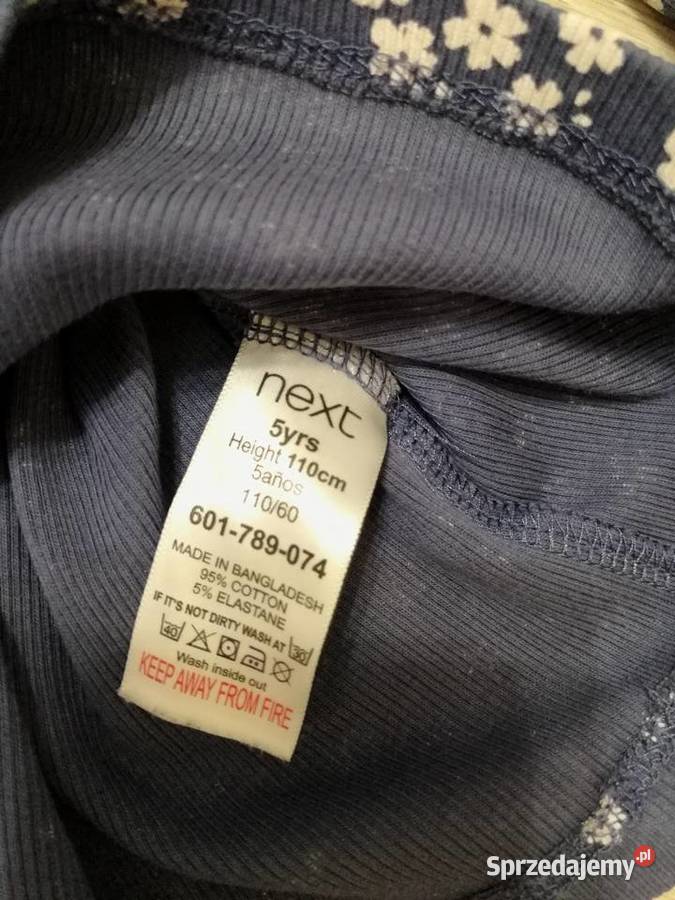 next
5yrs
Height 110cm
5años
110/60
601-789-074
MADE IN BANGLADESH
95% COTTON
5% ELASTANE
IF IT'S NOT DIRTY WASH AT 30°
40°
Wash inside out
KEEP AWAY FROM FIRE
Sprzedajemy.pl